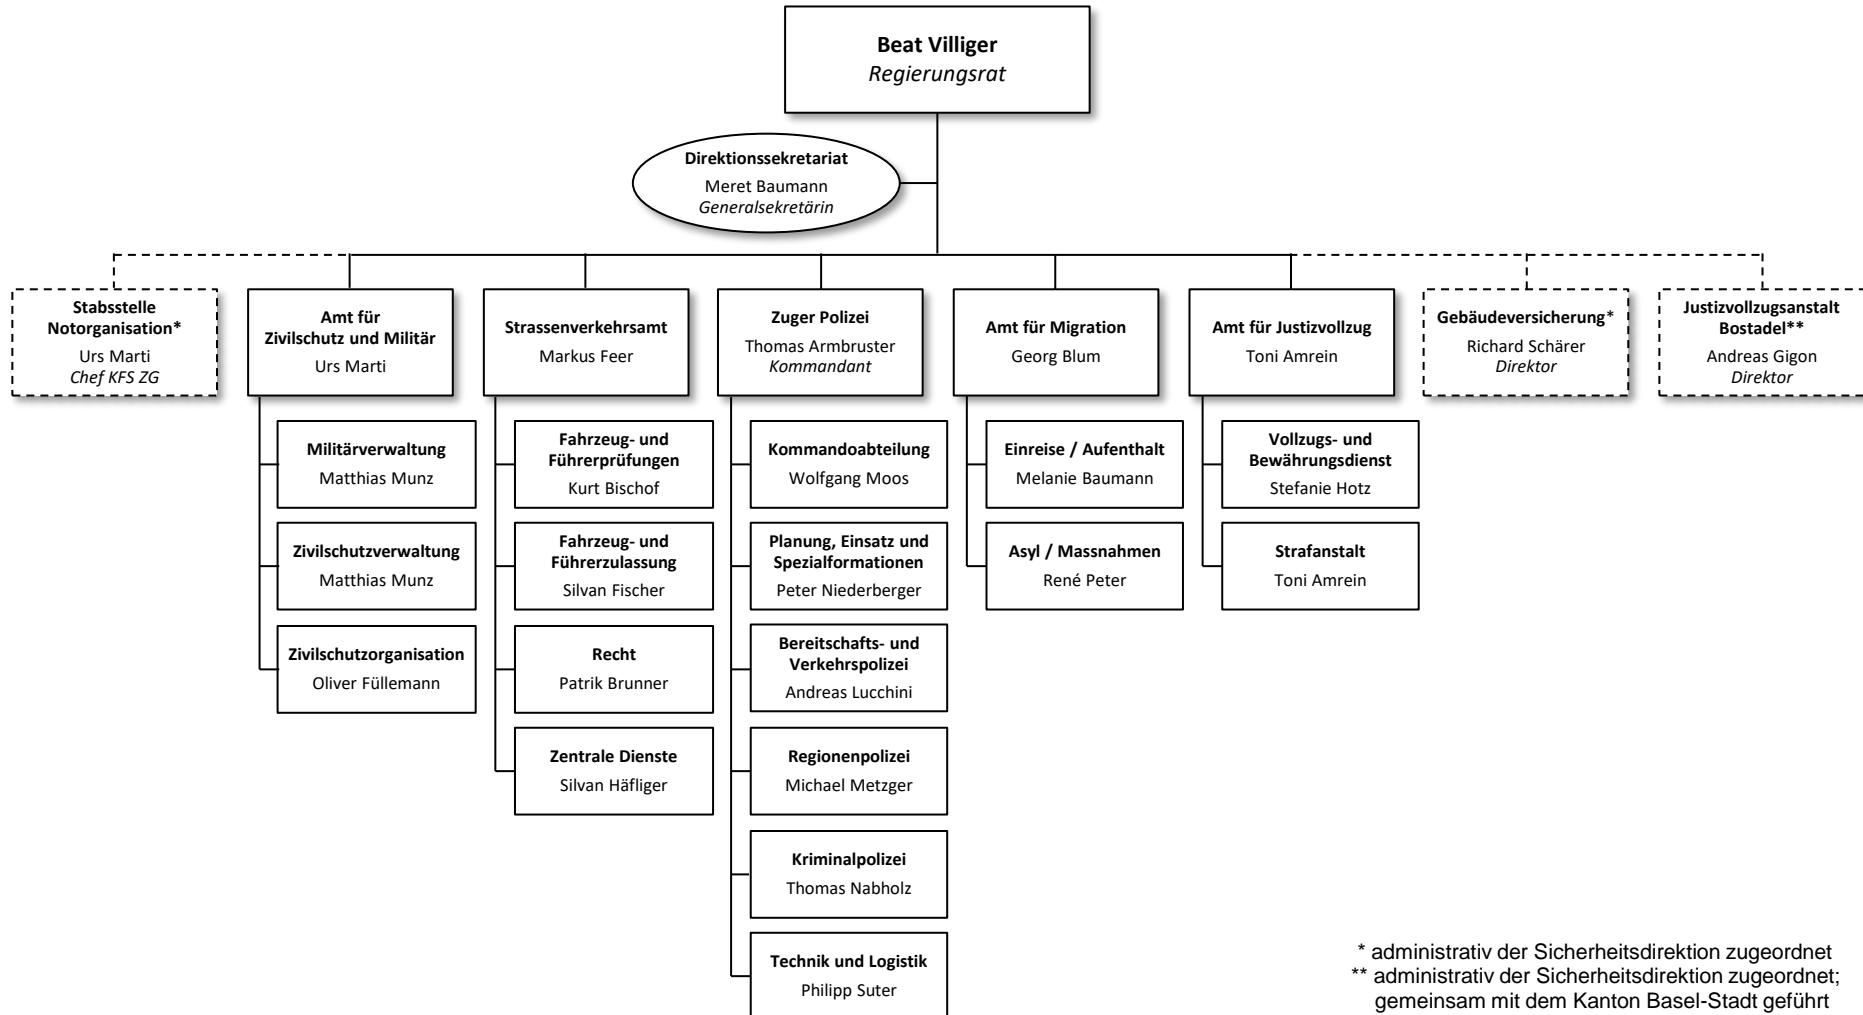 Beat Villiger
Regierungsrat
Direktionssekretariat
Meret Baumann
Generalsekretärin
Stabsstelle
Notorganisation*
Urs Marti
Chef KFS ZG
Amt für
Zivilschutz und Militär
Urs Marti
Strassenverkehrsamt
Markus Feer
Zuger Polizei
Thomas Armbruster
Kommandant
Amt für Migration
Georg Blum
Amt für Justizvollzug
Toni Amrein
Gebäudeversicherung*
Richard Schärer
Direktor
Justizvollzugsanstalt
Bostadel**
Andreas Gigon
Direktor
Militärverwaltung
Matthias Munz
Zivilschutzverwaltung
Matthias Munz
Zivilschutzorganisation
Oliver Füllemann
Fahrzeug- und
Führerprüfungen
Kurt Bischof
Fahrzeug- und
Führerzulassung
Silvan Fischer
Recht
Patrik Brunner
Zentrale Dienste
Silvan Häfliger
Kommandoabteilung
Wolfgang Moos
Planung, Einsatz und
Spezialformationen
Peter Niederberger
Bereitschafts- und
Verkehrspolizei
Andreas Lucchini
Regionenpolizei
Michael Metzger
Kriminalpolizei
Thomas Nabholz
Technik und Logistik
Philipp Suter
Einreise / Aufenthalt
Melanie Baumann
Asyl / Massnahmen
René Peter
Vollzugs- und
Bewährungsdienst
Stefanie Hotz
Strafanstalt
Toni Amrein
* administrativ der Sicherheitsdirektion zugeordnet
** administrativ der Sicherheitsdirektion zugeordnet;
gemeinsam mit dem Kanton Basel-Stadt geführt